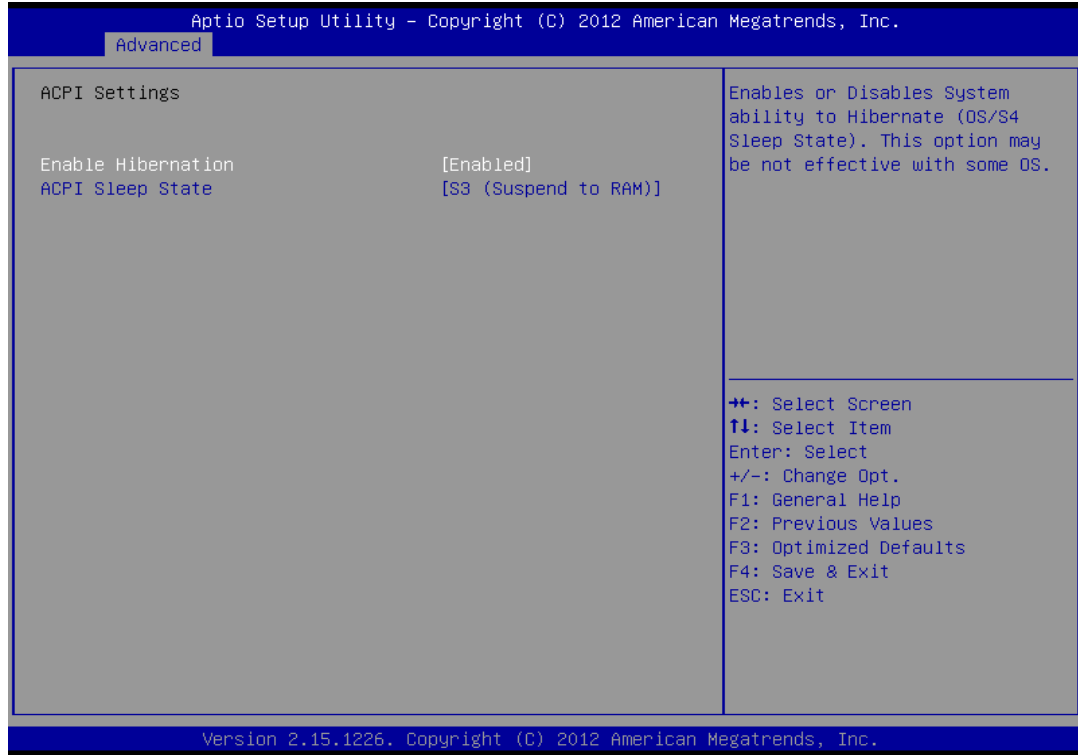 Aptio Setup Utility – Copyright (C) 2012 American Megatrends, Inc.
Advanced
ACPI Settings
Enable Hibernation [Enabled]
ACPI Sleep State [S3 (Suspend to RAM)]
Enables or Disables System
ability to Hibernate (OS/S4
Sleep State). This option may
be not effective with some OS.
→←: Select Screen
↑↓: Select Item
Enter: Select
+/-: Change Opt.
F1: General Help
F2: Previous Values
F3: Optimized Defaults
F4: Save & Exit
ESC: Exit
Version 2.15.1226. Copyright (C) 2012 American Megatrends, Inc.